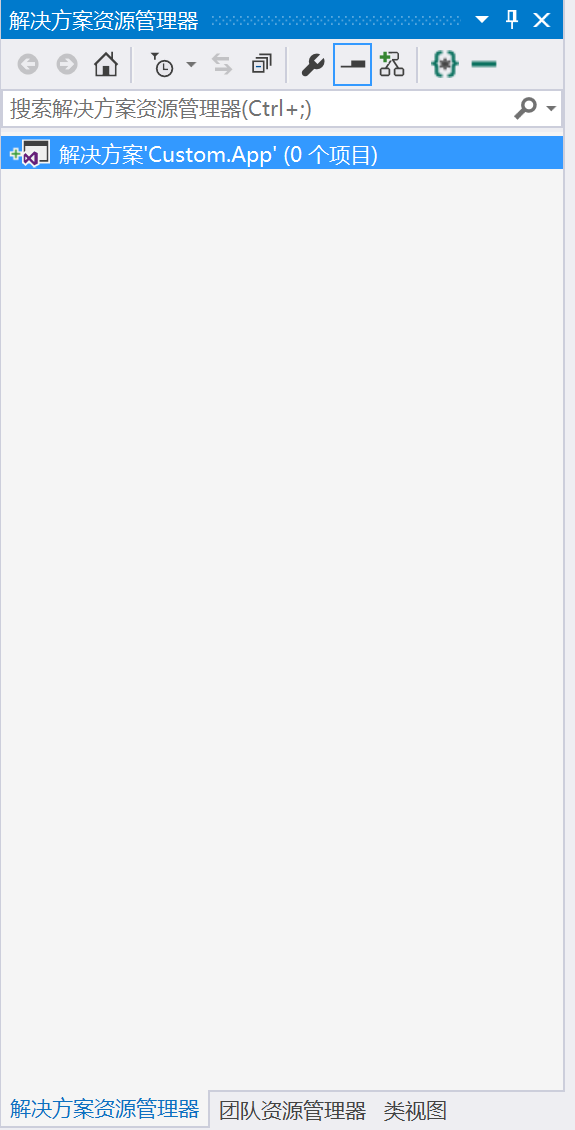 解决方案资源管理器
搜索解决方案资源管理器(Ctrl+;)
解决方案'Custom.App' (0 个项目)
解决方案资源管理器 团队资源管理器 类视图